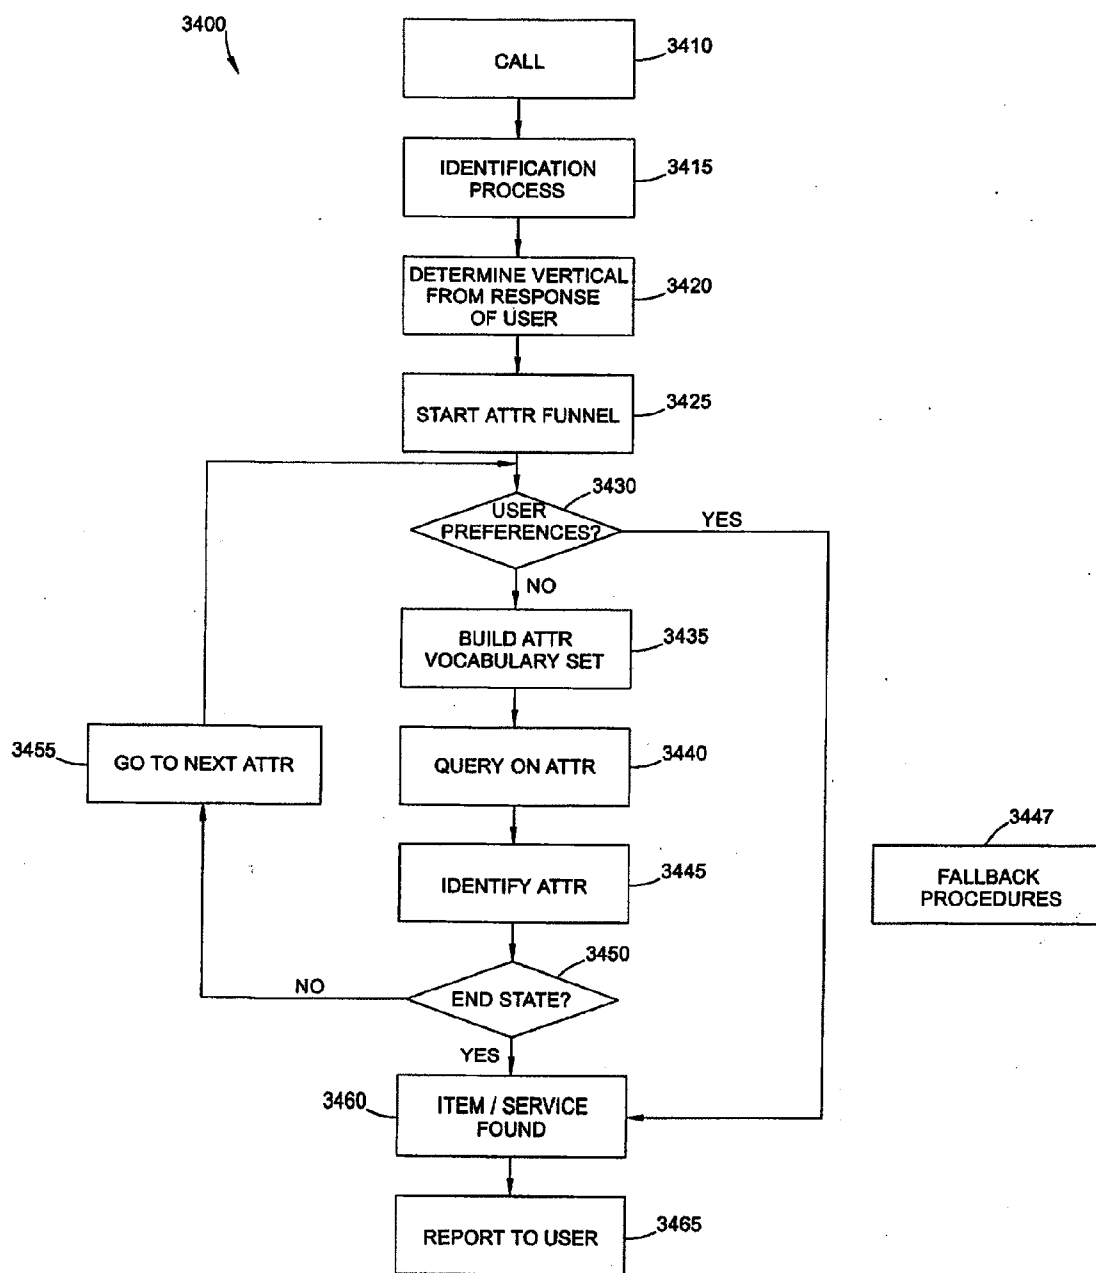 3400
CALL
3410
IDENTIFICATION
PROCESS
3415
DETERMINE VERTICAL
FROM RESPONSE
OF USER
3420
START ATTR FUNNEL
3425
USER
PREFERENCES?
3430
YES
NO
BUILD ATTR
VOCABULARY SET
3435
3455
GO TO NEXT ATTR
QUERY ON ATTR
3440
IDENTIFY ATTR
3445
3447
FALLBACK
PROCEDURES
END STATE?
3450
NO
YES
3460
ITEM / SERVICE
FOUND
REPORT TO USER
3465